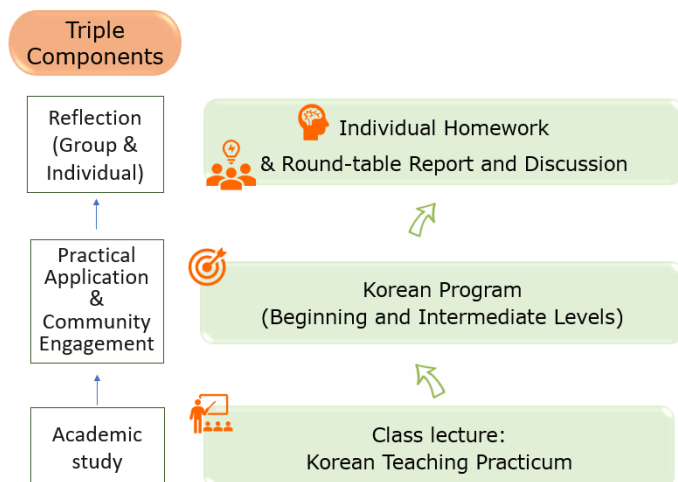 Triple
Components
Reflection
(Group &
Individual)
Individual Homework
& Round-table Report and Discussion
Practical
Application
&
Community
Engagement
Korean Program
(Beginning and Intermediate Levels)
Academic
study
Class lecture:
Korean Teaching Practicum